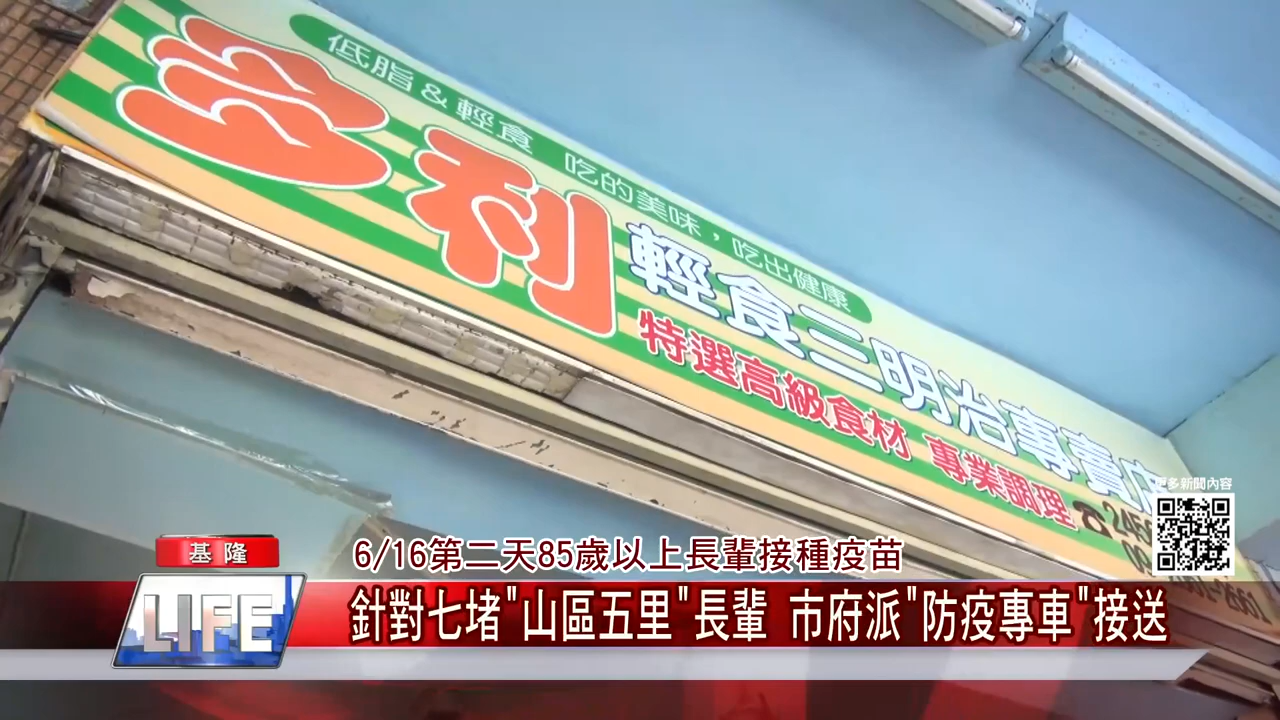 低脂&輕食 吃的美味，吃出健康
多利
輕食三明治專賣店
特選高級食材 專業調理
更多新聞內容
基隆
LIFE
6/16第二天85歲以上長輩接種疫苗
針對七堵"山區五里"長輩 市府派"防疫專車"接送